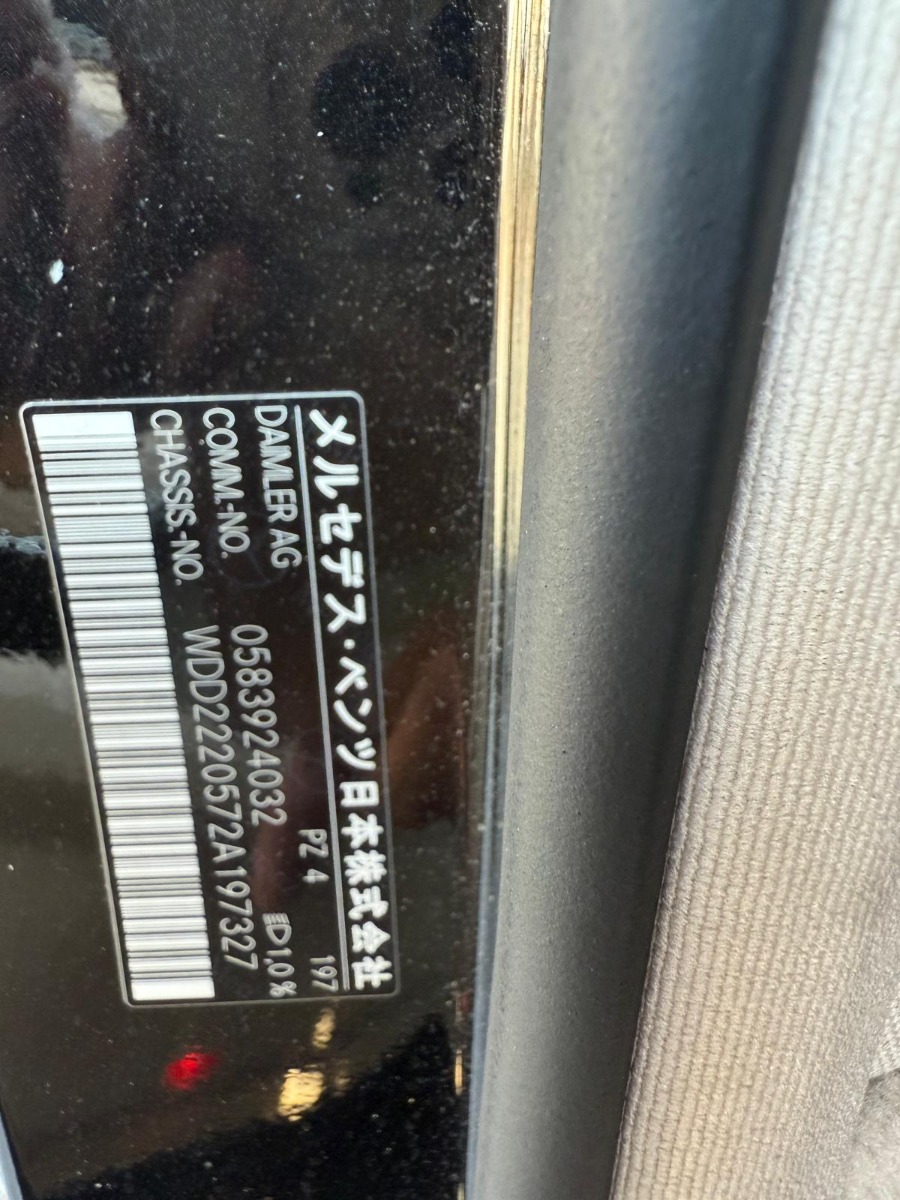 メルセデス・ベンツ日本株式会社
DAIMLER AG PZ 4 197
COMM.-NO. 0583924032 1,0%
CHASSIS.-NO. WDD2220572A197327